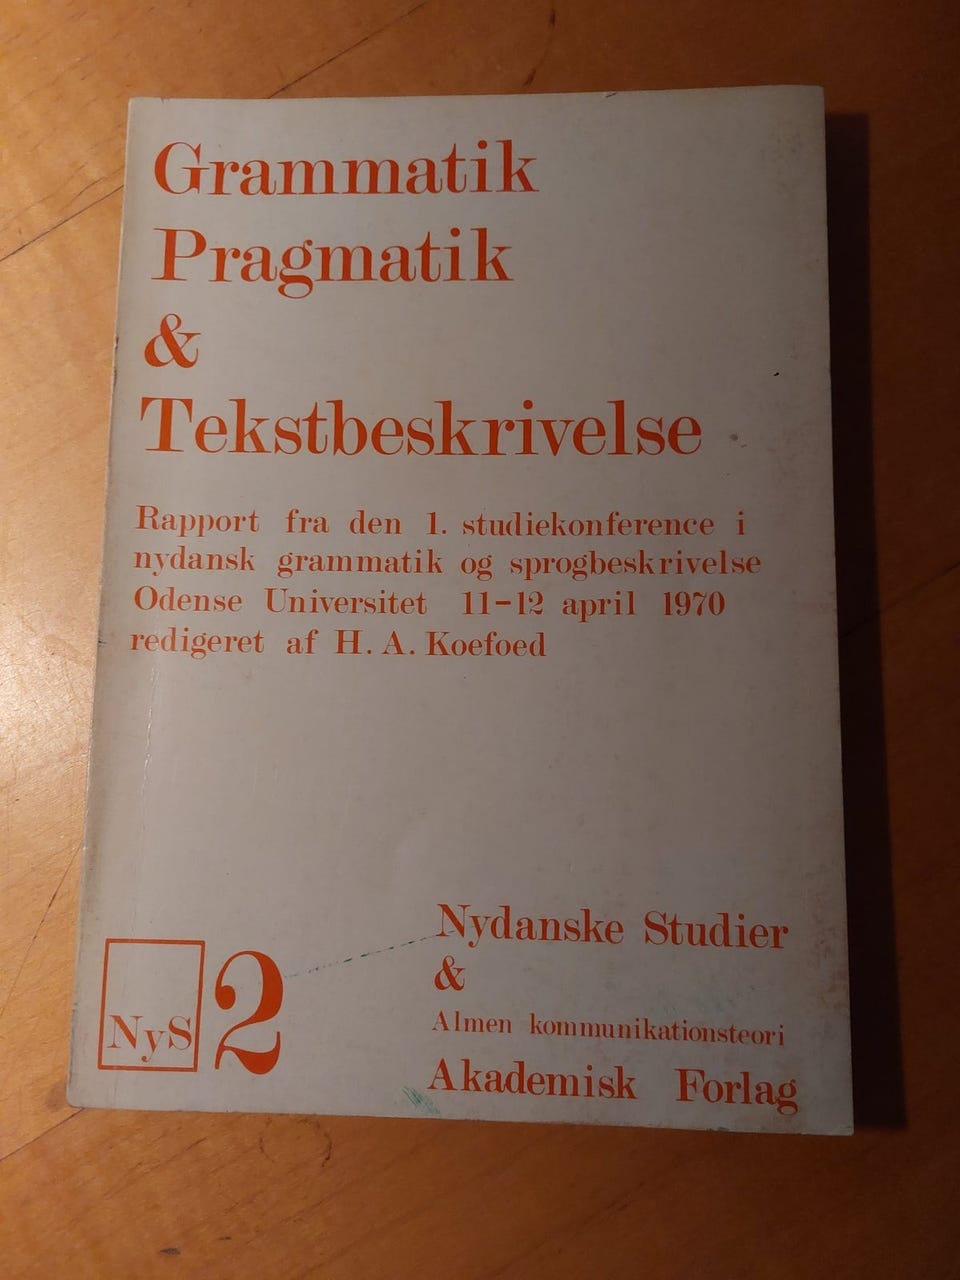 Grammatik
Pragmatik
&
Tekstbeskrivelse
Rapport fra den 1. studiekonference i
nydansk grammatik og sprogbeskrivelse
Odense Universitet 11-12 april 1970
redigeret af H. A. Koefoed
NyS 2
Nydanske Studier
&
Almen kommunikationsteori
Akademisk Forlag